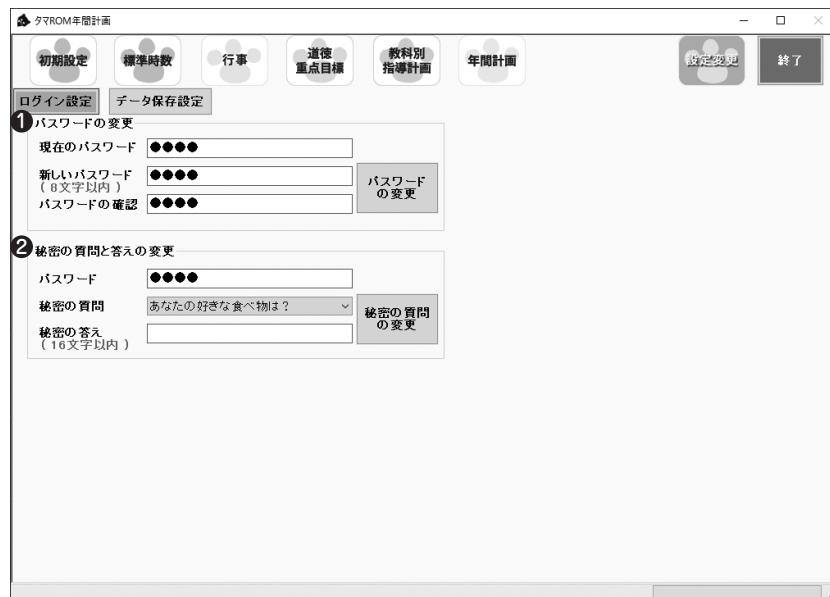 タマROM年間計画
初期設定
標準時数
行事
道徳
重点目標
教科別
指導計画
年間計画
設定変更
終了
ログイン設定
データ保存設定
❶
パスワードの変更
現在のパスワード ●●●●
新しいパスワード ●●●●
(8文字以内)
パスワードの確認 ●●●●
パスワード
の変更
❷
秘密の質問と答えの変更
パスワード ●●●●
秘密の質問 あなたの好きな食べ物は?
秘密の答え
(16文字以内)
秘密の質問
の変更